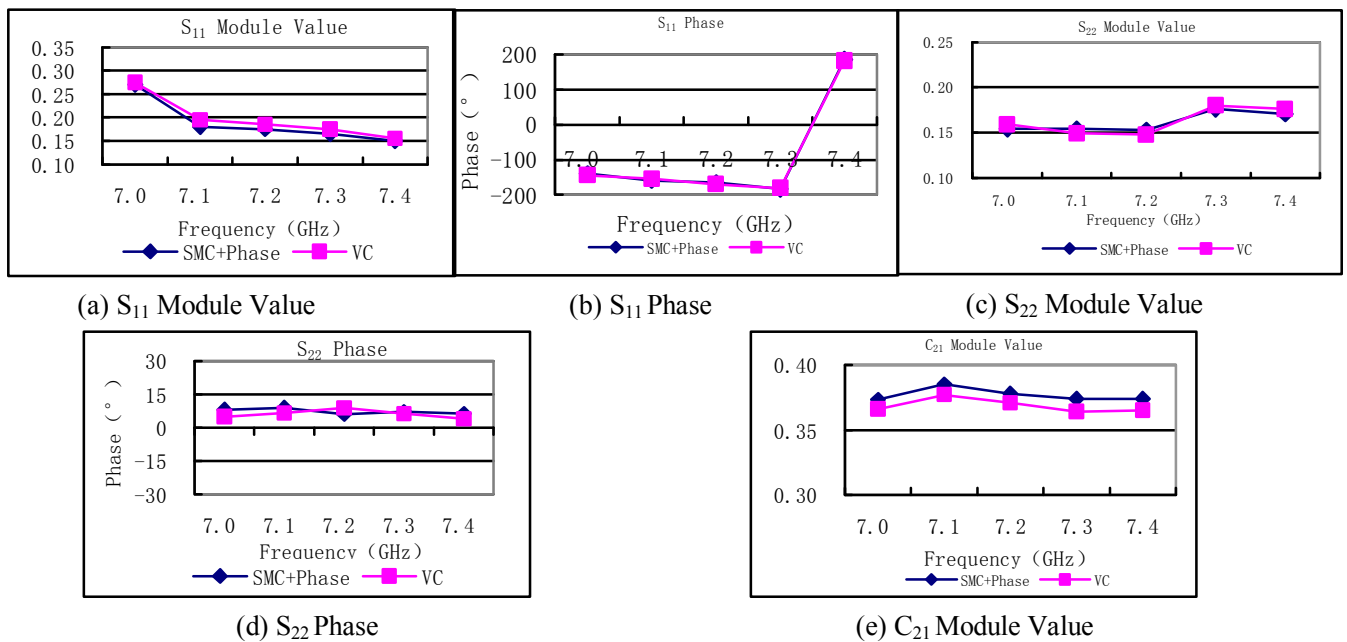 S11 Module Value
0.35
0.30
0.25
0.20
0.15
0.10
7.0 7.1 7.2 7.3 7.4
Frequency (GHz)
SMC+Phase VC
(a) S11 Module Value
S11 Phase
Phase (°)
200
100
0
-100
-200
7.0 7.1 7.2 7.3 7.4
Frequency (GHz)
SMC+Phase VC
(b) S11 Phase
S22 Module Value
0.25
0.20
0.15
0.10
7.0 7.1 7.2 7.3 7.4
Frequency (GHz)
SMC+Phase VC
(c) S22 Module Value
S22 Phase
Phase (°)
30
15
0
-15
-30
7.0 7.1 7.2 7.3 7.4
Frequency (GHz)
SMC+Phase VC
(d) S22 Phase
C21 Module Value
0.40
0.35
0.30
7.0 7.1 7.2 7.3 7.4
Frequency (GHz)
SMC+Phase VC
(e) C21 Module Value